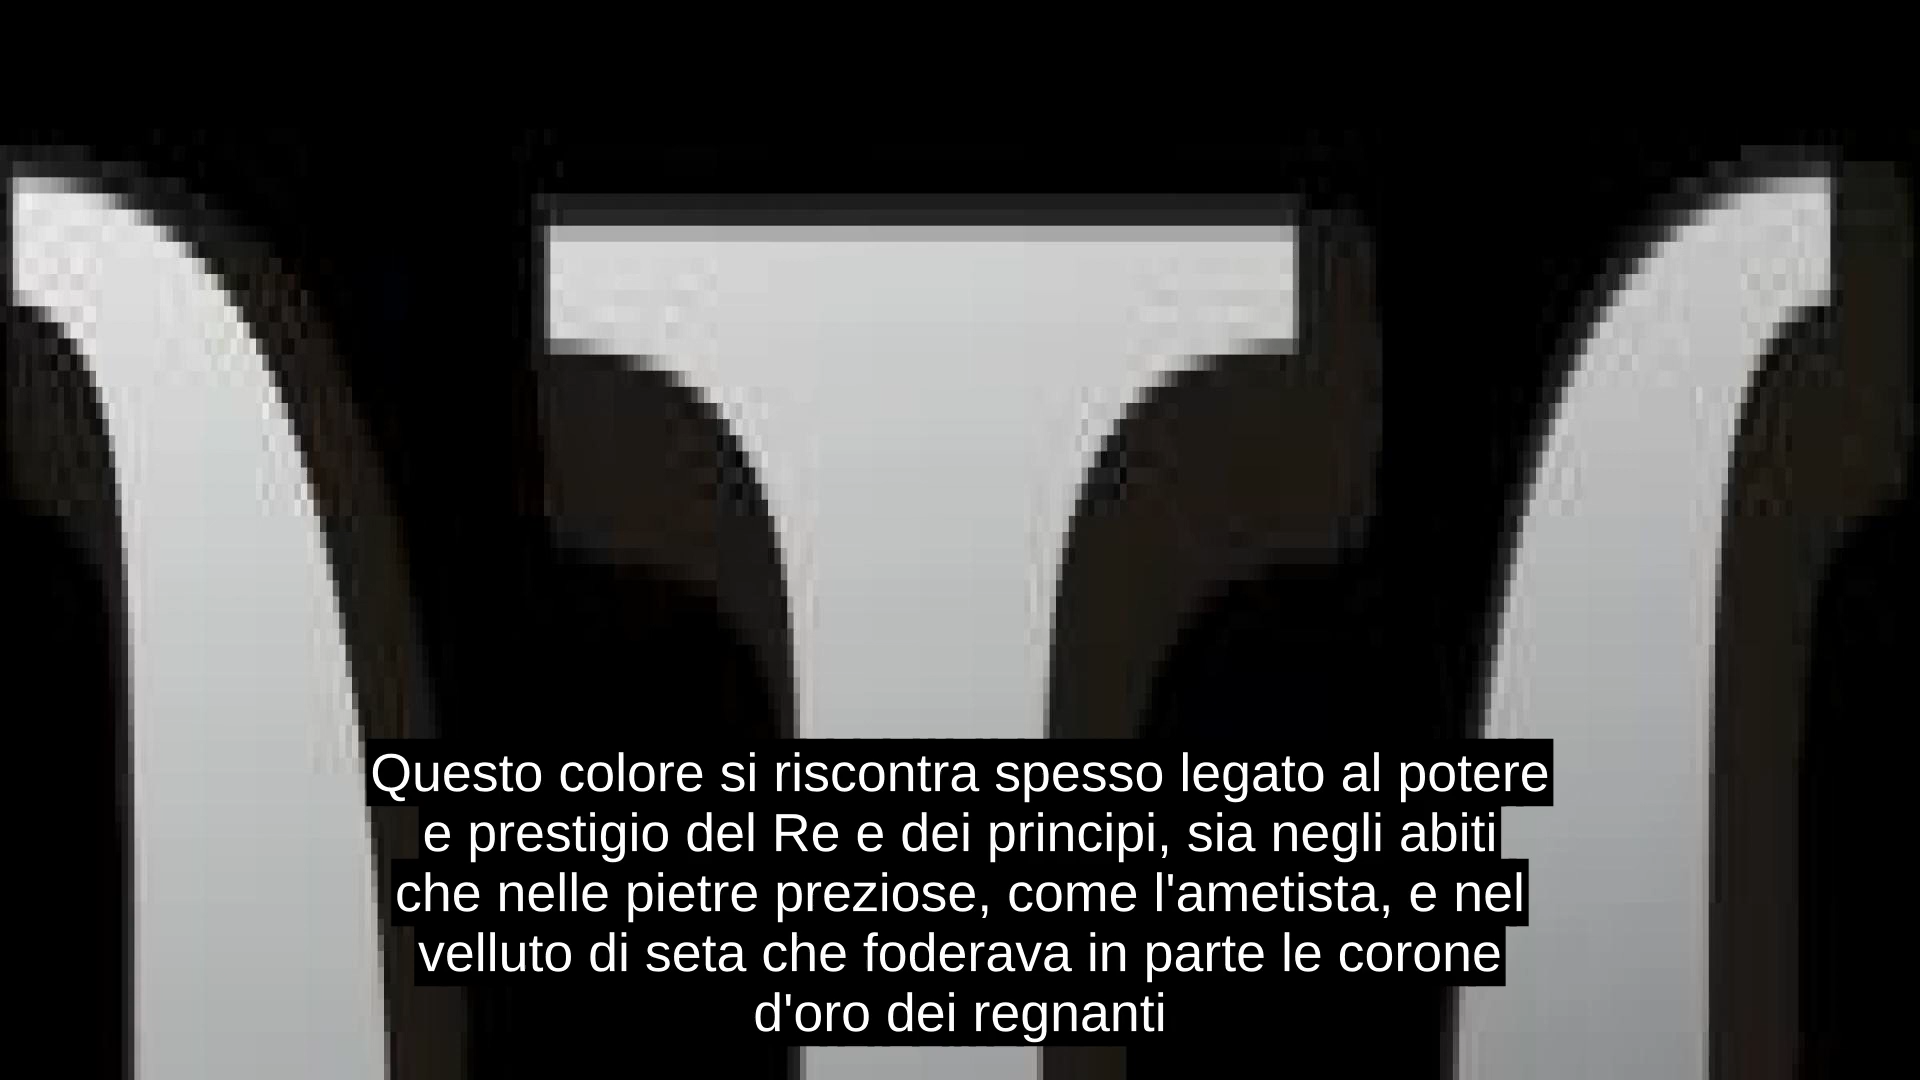 Questo colore si riscontra spesso legato al potere
e prestigio del Re e dei principi, sia negli abiti
che nelle pietre preziose, come l'ametista, e nel
velluto di seta che foderava in parte le corone
d'oro dei regnanti